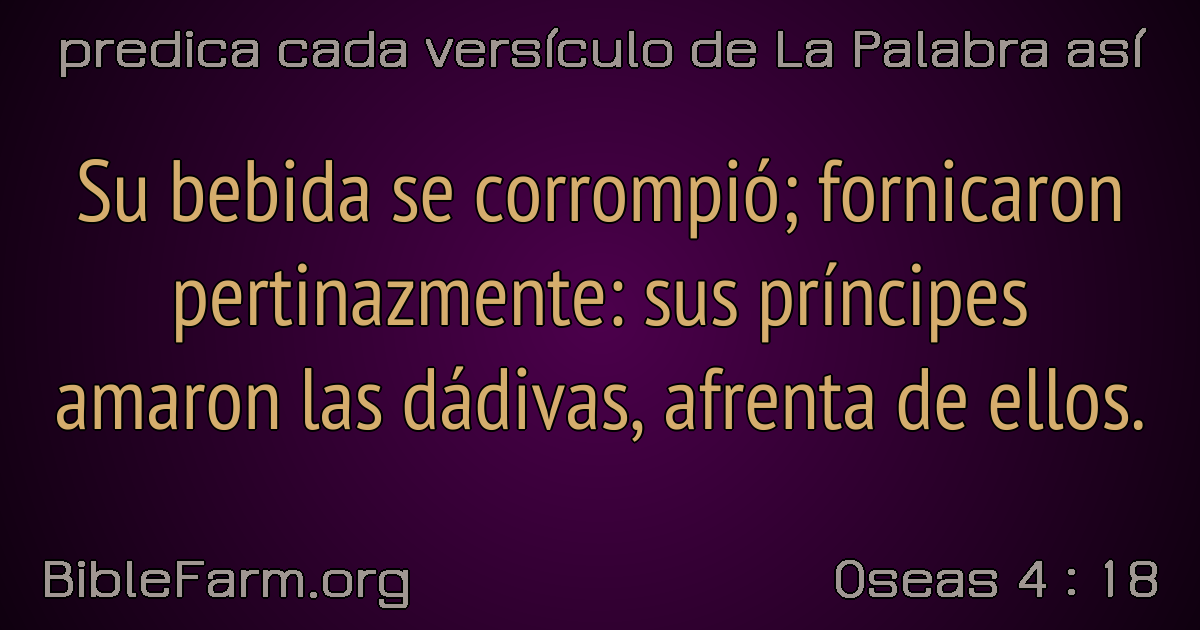 predica cada versículo de La Palabra así
Su bebida se corrompió; fornicaron
pertinazmente: sus príncipes
amaron las dádivas, afrenta de ellos.
BibleFarm.org
Oseas 4 : 18